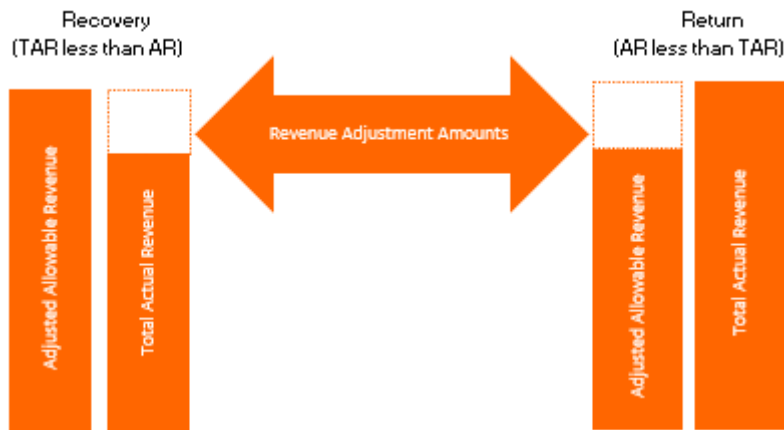 Recovery
(TAR less than AR)
Return
(AR less than TAR)
Adjusted Allowable Revenue
Total Actual Revenue
Revenue Adjustment Amounts
Adjusted Allowable Revenue
Total Actual Revenue